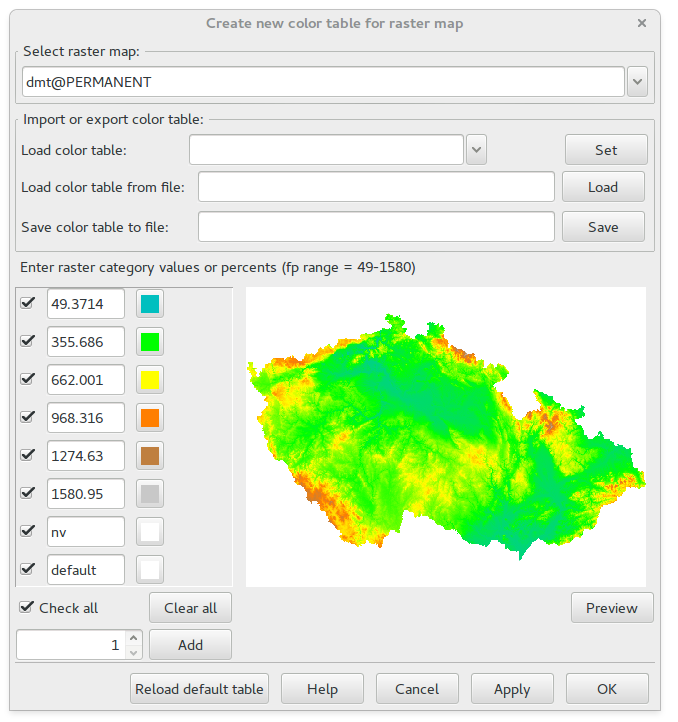 Create new color table for raster map
Select raster map:
dmt@PERMANENT
Import or export color table:
Load color table:
Set
Load color table from file:
Load
Save color table to file:
Save
Enter raster category values or percents (fp range = 49-1580)
49.3714
355.686
662.001
968.316
1274.63
1580.95
nv
default
Check all
Clear all
Preview
1
Add
Reload default table
Help
Cancel
Apply
OK